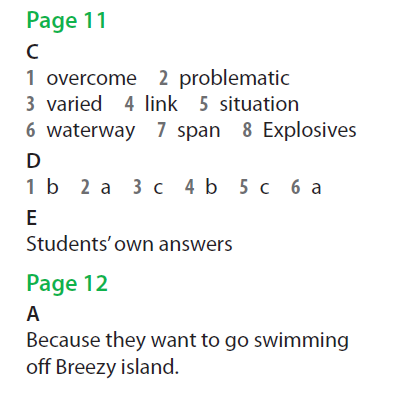 Page 11
C
1 overcome 2 problematic
3 varied 4 link 5 situation
6 waterway 7 span 8 Explosives
D
1 b 2 a 3 c 4 b 5 c 6 a
E
Students’ own answers
Page 12
A
Because they want to go swimming
off Breezy island.